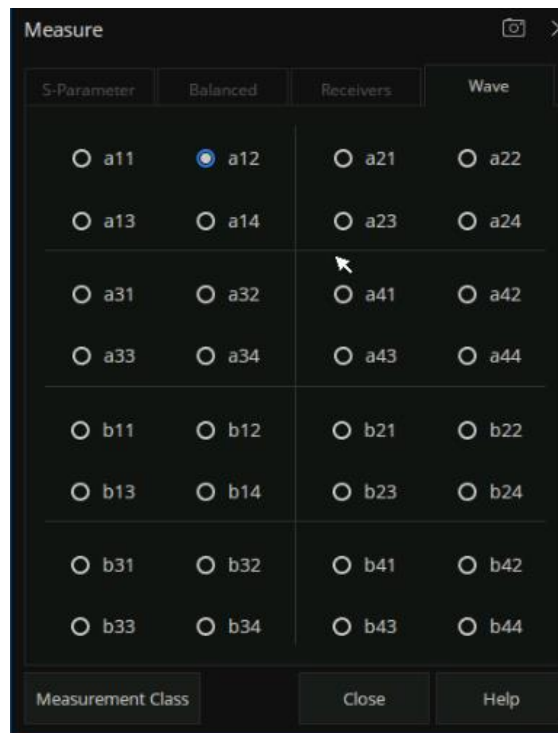 Measure
S-Parameter Balanced Receivers Wave
a11 a12 a21 a22
a13 a14 a23 a24
a31 a32 a41 a42
a33 a34 a43 a44
b11 b12 b21 b22
b13 b14 b23 b24
b31 b32 b41 b42
b33 b34 b43 b44
Measurement Class Close Help